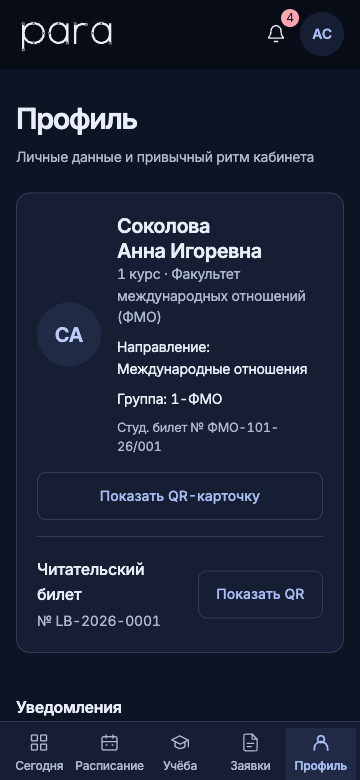 para
4
АС
Профиль
Личные данные и привычный ритм кабинета
СА
Соколова
Анна Игоревна
1 курс · Факультет
международных отношений
(ФМО)
Направление:
Международные отношения
Группа: 1-ФМО
Студ. билет № ФМО-101-
26/001
Показать QR-карточку
Читательский
билет
№ LB-2026-0001
Показать QR
Уведомления
Сегодня
Расписание
Учёба
Заявки
Профиль